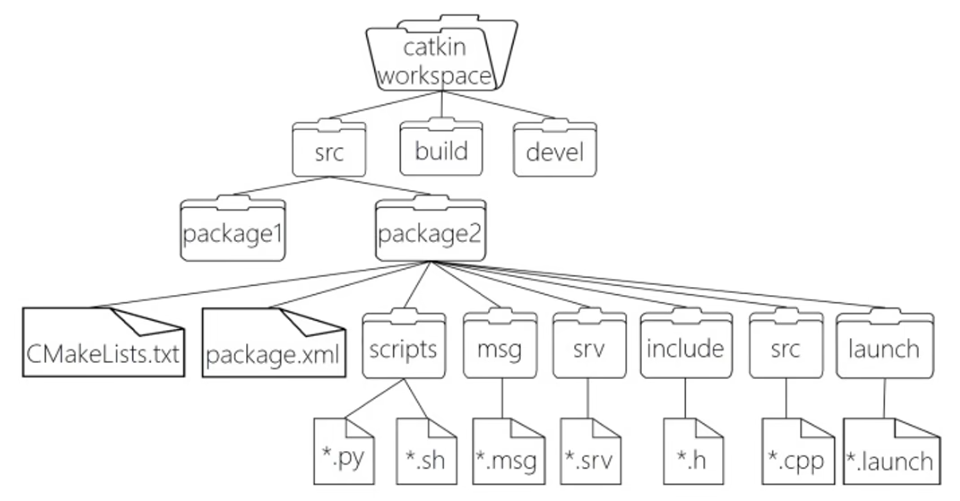 catkin
workspace
src
build
devel
package1
package2
CMakeLists.txt
package.xml
scripts
msg
srv
include
src
launch
*.py
*.sh
*.msg
*.srv
*.h
*.cpp
*.launch